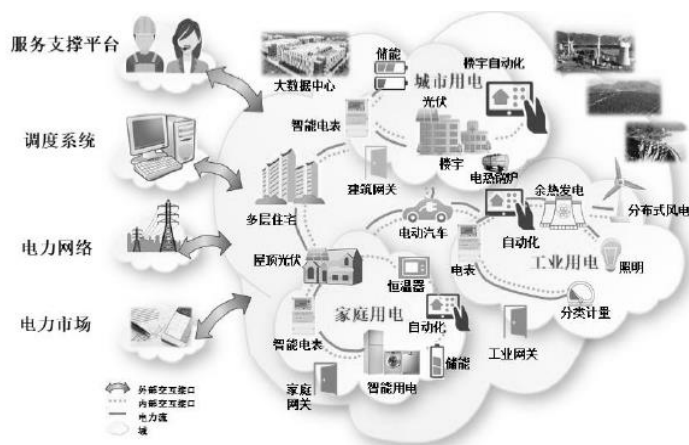 服务支撑平台
调度系统
电力网络
电力市场
大数据中心
储能
城市用电
楼宇自动化
光伏
智能电表
楼宇
建筑网关
电热锅炉
多层住宅
电动汽车
自动化
余热发电
分布式风电
屋顶光伏
恒温器
电表
工业用电
照明
家庭用电
自动化
分类计量
智能电表
智能用电
储能
工业网关
家庭
网关
外部交互接口
内部交互接口
电力流
域